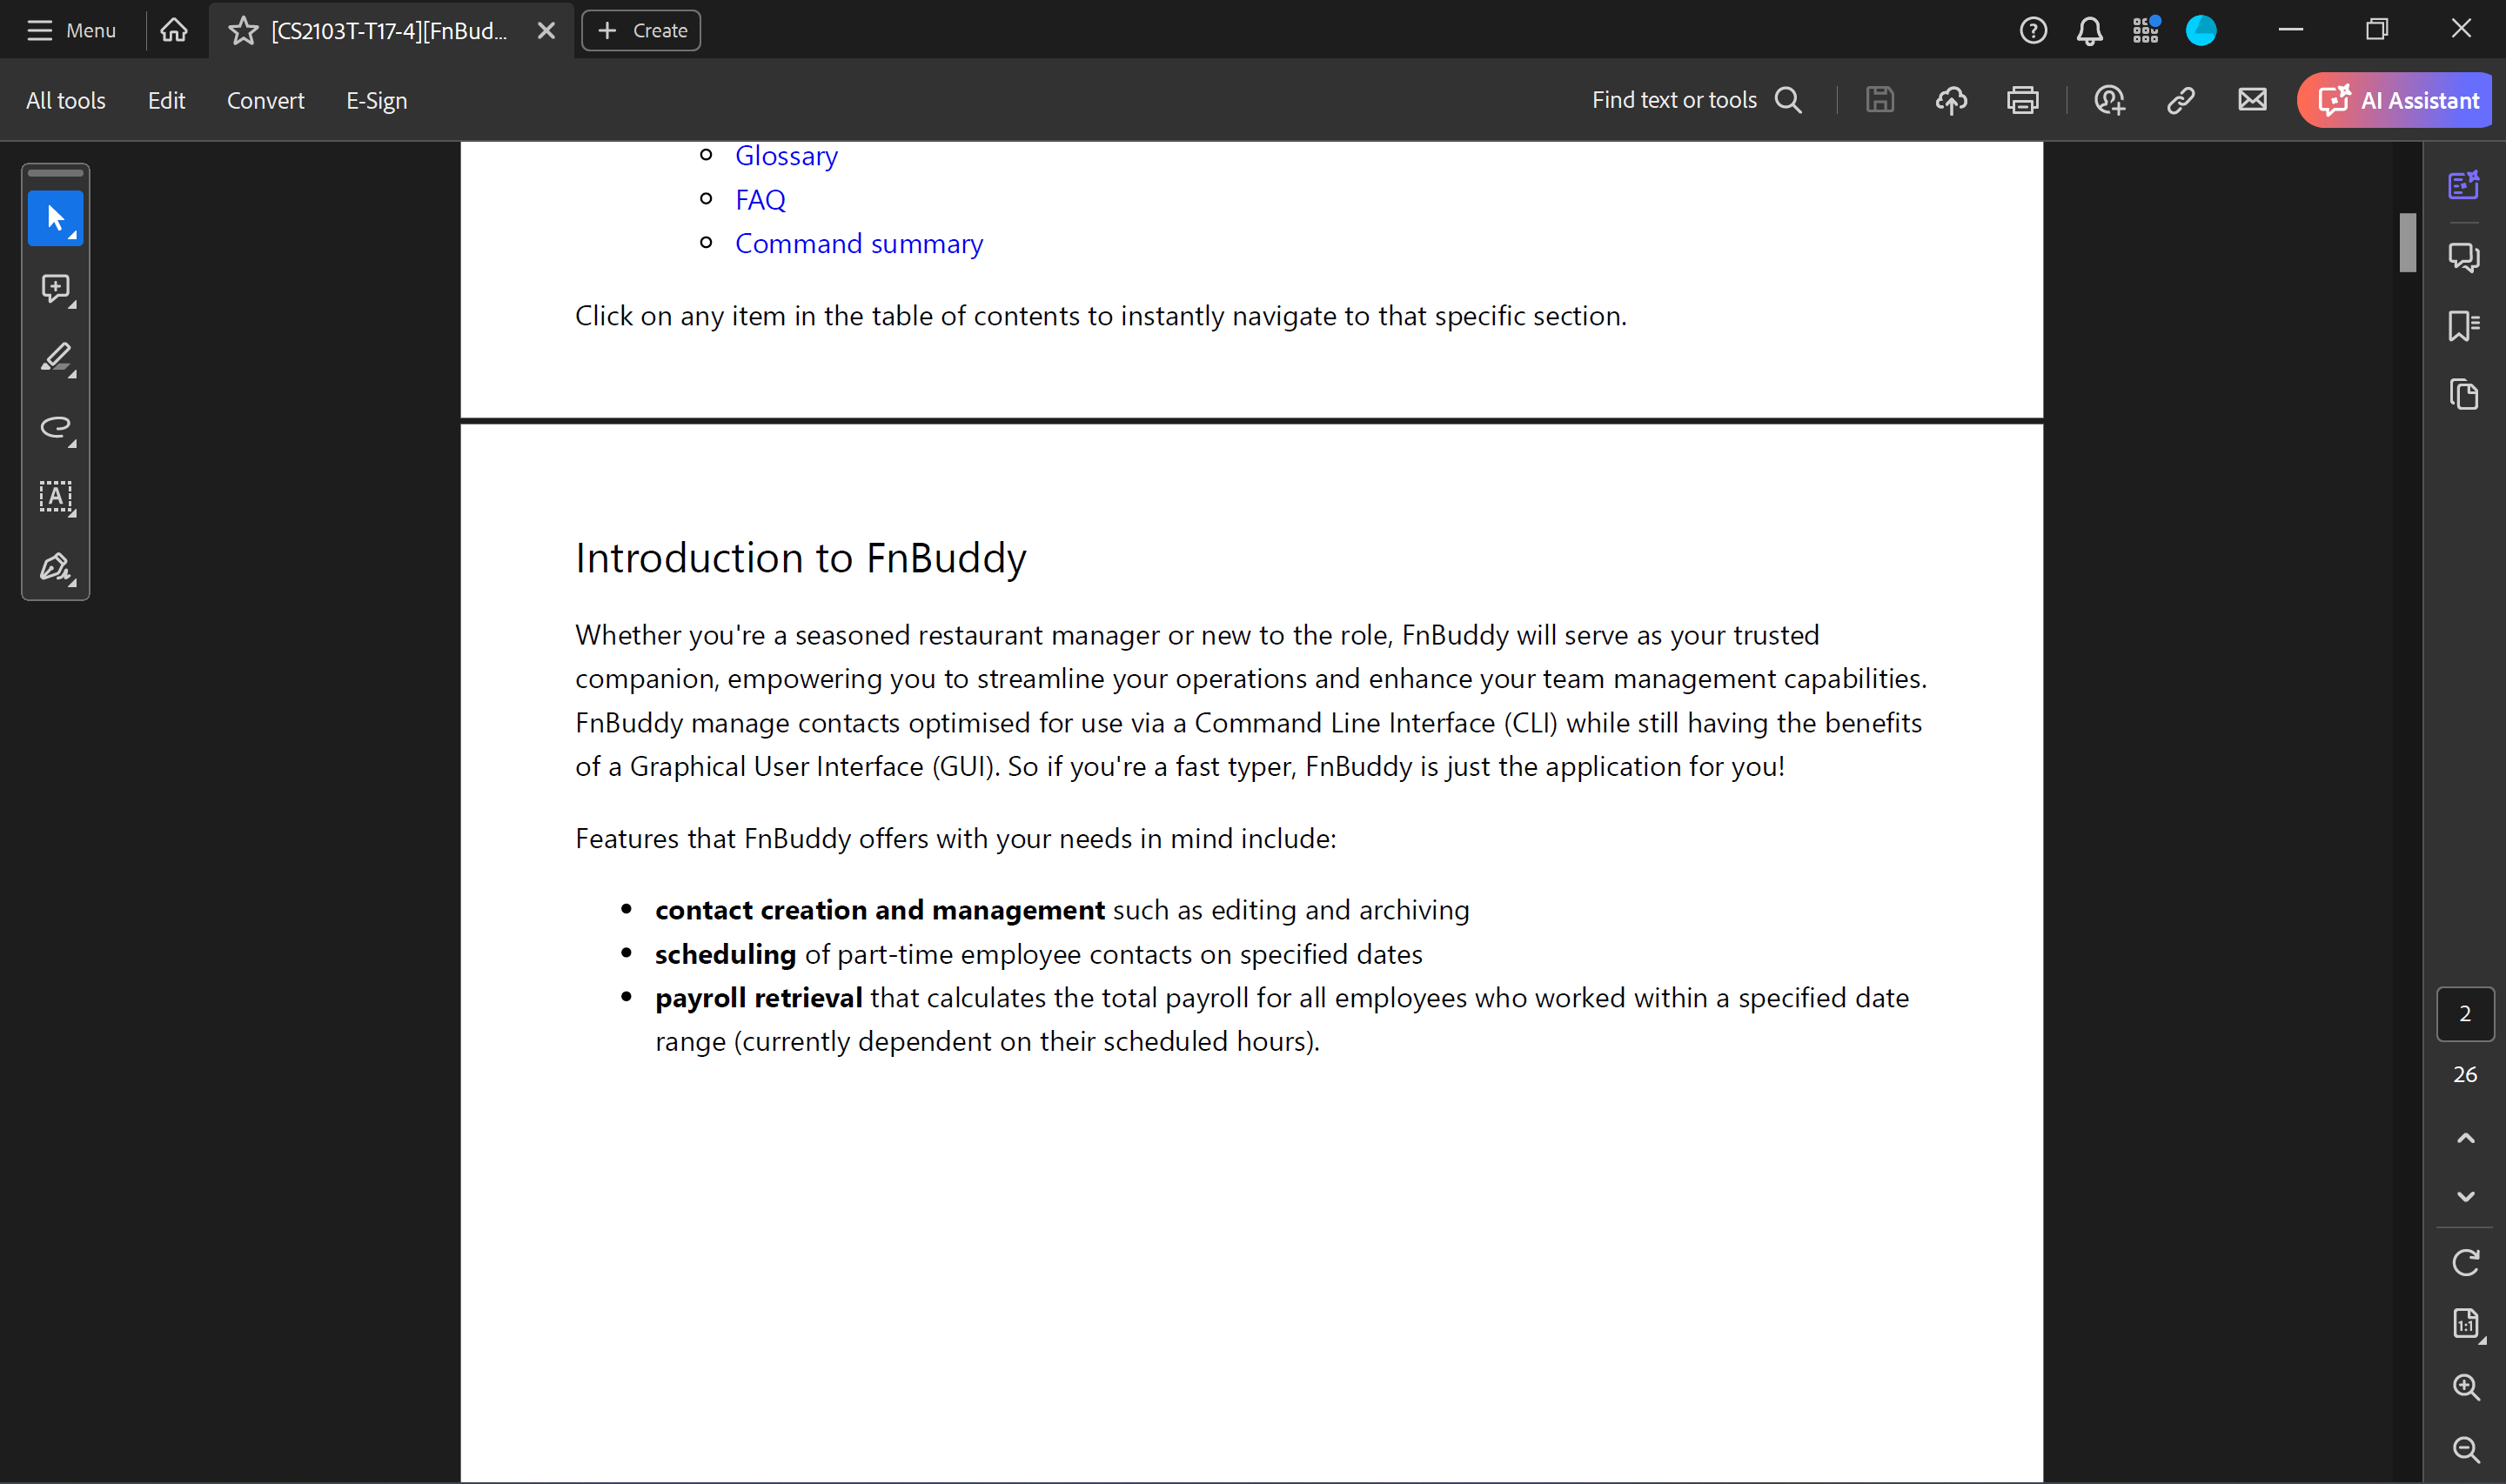 Menu
[CS2103T-T17-4][FnBud...
Create
All tools
Edit
Convert
E-Sign
Find text or tools
AI Assistant
Glossary
FAQ
Command summary
Click on any item in the table of contents to instantly navigate to that specific section.
Introduction to FnBuddy
Whether you're a seasoned restaurant manager or new to the role, FnBuddy will serve as your trusted
companion, empowering you to streamline your operations and enhance your team management capabilities.
FnBuddy manage contacts optimised for use via a Command Line Interface (CLI) while still having the benefits
of a Graphical User Interface (GUI). So if you're a fast typer, FnBuddy is just the application for you!
Features that FnBuddy offers with your needs in mind include:
contact creation and management such as editing and archiving
scheduling of part-time employee contacts on specified dates
payroll retrieval that calculates the total payroll for all employees who worked within a specified date
range (currently dependent on their scheduled hours).
2
26
1:1